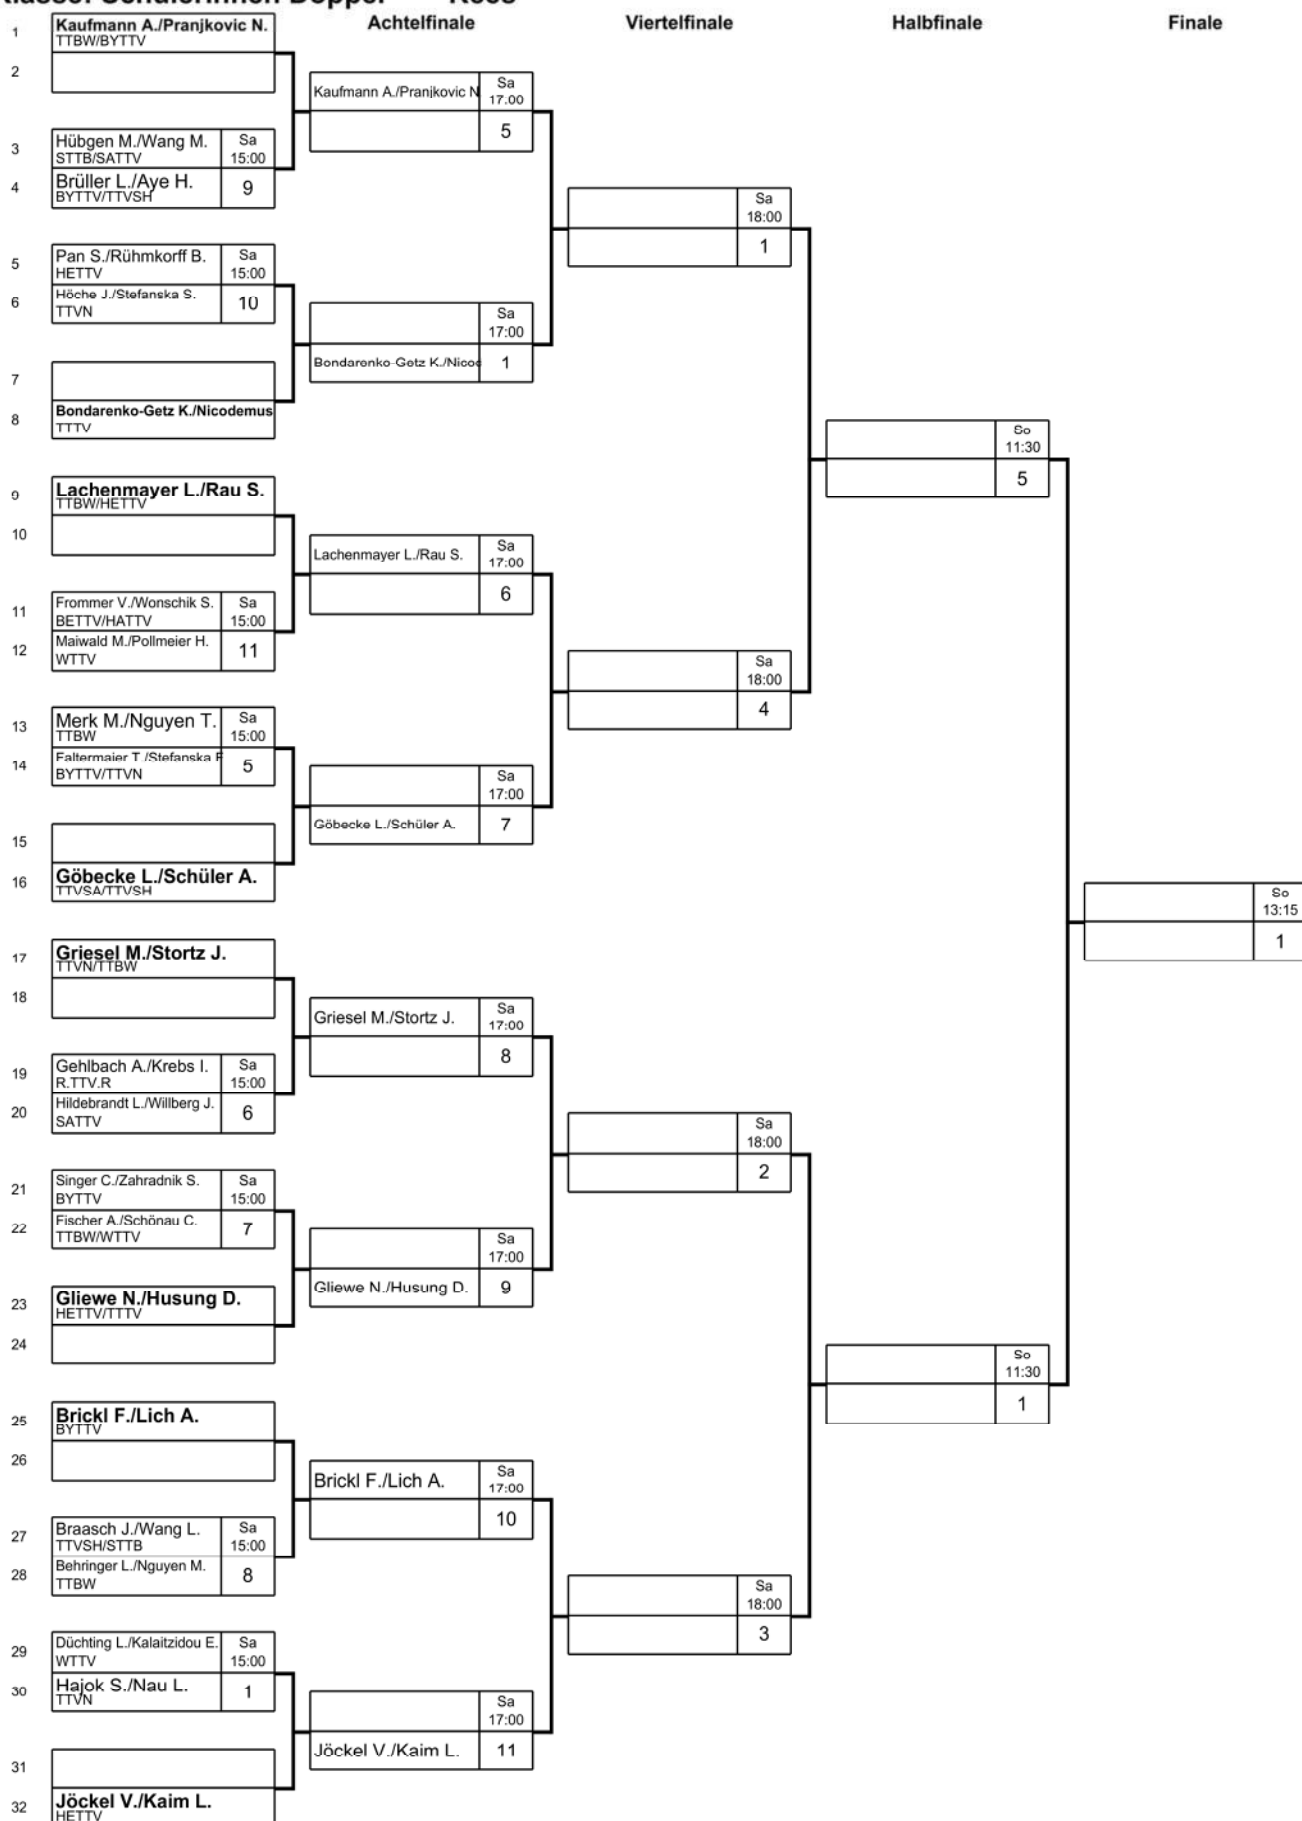 Klasse: Schülerinnen Doppel Rees
Achtelfinale Viertelfinale Halbfinale Finale
1 Kaufmann A./Pranjkovic N.
TTBW/BYTTV
2
Kaufmann A./Pranjkovic N Sa
17:00
5
3 Hübgen M./Wang M. Sa
STTB/SATTV 15:00
4 Brüller L./Aye H. 9
BYTTV/TTVSH
Sa
18:00
1
5 Pan S./Rühmkorff B. Sa
HETTV 15:00
6 Höche J./Stefanska S. 10
TTVN
Sa
17:00
Bondarenko-Getz K./Nicod 1
7
8 Bondarenko-Getz K./Nicodemus
TTTV
So
11:30
5
9 Lachenmayer L./Rau S.
TTBW/HETTV
10
Lachenmayer L./Rau S. Sa
17:00
6
11 Frommer V./Wonschik S. Sa
BETTV/HATTV 15:00
12 Maiwald M./Pollmeier H. 11
WTTV
Sa
18:00
4
13 Merk M./Nguyen T. Sa
TTBW 15:00
14 Faltermaier T./Stefanska F 5
BYTTV/TTVN
Sa
17:00
Göbecke L./Schüler A. 7
15
16 Göbecke L./Schüler A.
TTVSA/TTVSH
So
13:15
1
17 Griesel M./Stortz J.
TTVN/TTBW
18
Griesel M./Stortz J. Sa
17:00
8
19 Gehlbach A./Krebs I. Sa
R.TTV.R 15:00
20 Hildebrandt L./Willberg J. 6
SATTV
Sa
18:00
2
21 Singer C./Zahradnik S. Sa
BYTTV 15:00
22 Fischer A./Schönau C. 7
TTBW/WTTV
Sa
17:00
Gliewe N./Husung D. 9
23 Gliewe N./Husung D.
HETTV/TTTV
24
So
11:30
1
25 Brickl F./Lich A.
BYTTV
26
Brickl F./Lich A. Sa
17:00
10
27 Braasch J./Wang L. Sa
TTVSH/STTB 15:00
28 Behringer L./Nguyen M. 8
TTBW
Sa
18:00
3
29 Düchting L./Kalaitzidou E. Sa
WTTV 15:00
30 Hajok S./Nau L. 1
TTVN
Sa
17:00
Jöckel V./Kaim L. 11
31
32 Jöckel V./Kaim L.
HETTV